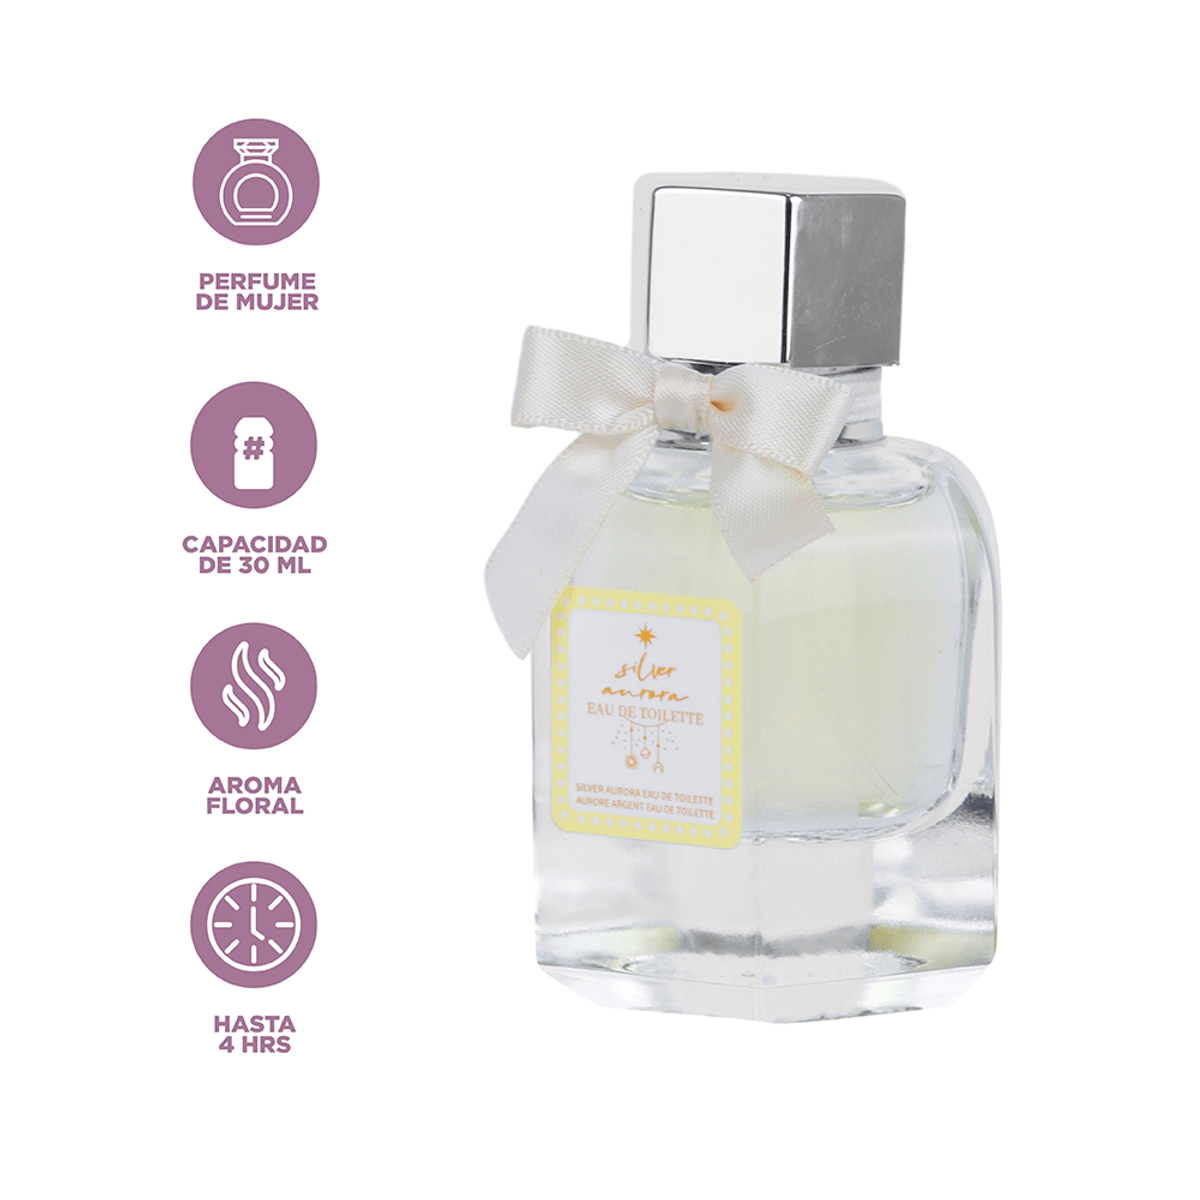 PERFUME
DE MUJER
#
CAPACIDAD
DE 30 ML
AROMA
FLORAL
HASTA
4 HRS
silver
aurora
EAU DE TOILETTE
SILVER AURORA EAU DE TOILETTE
AURORE ARGENT EAU DE TOILETTE